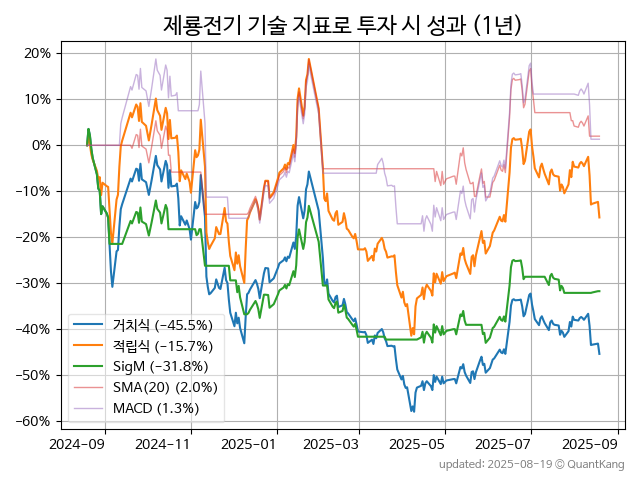 제룡전기 기술 지표로 투자 시 성과 (1년)
20%
10%
0%
−10%
−20%
−30%
−40%
−50%
−60%
거치식 (−45.5%)
적립식 (−15.7%)
SigM (−31.8%)
SMA(20) (2.0%)
MACD (1.3%)
2024-09 2024-11 2025-01 2025-03 2025-05 2025-07 2025-09
updated: 2025-08-19 © QuantKang